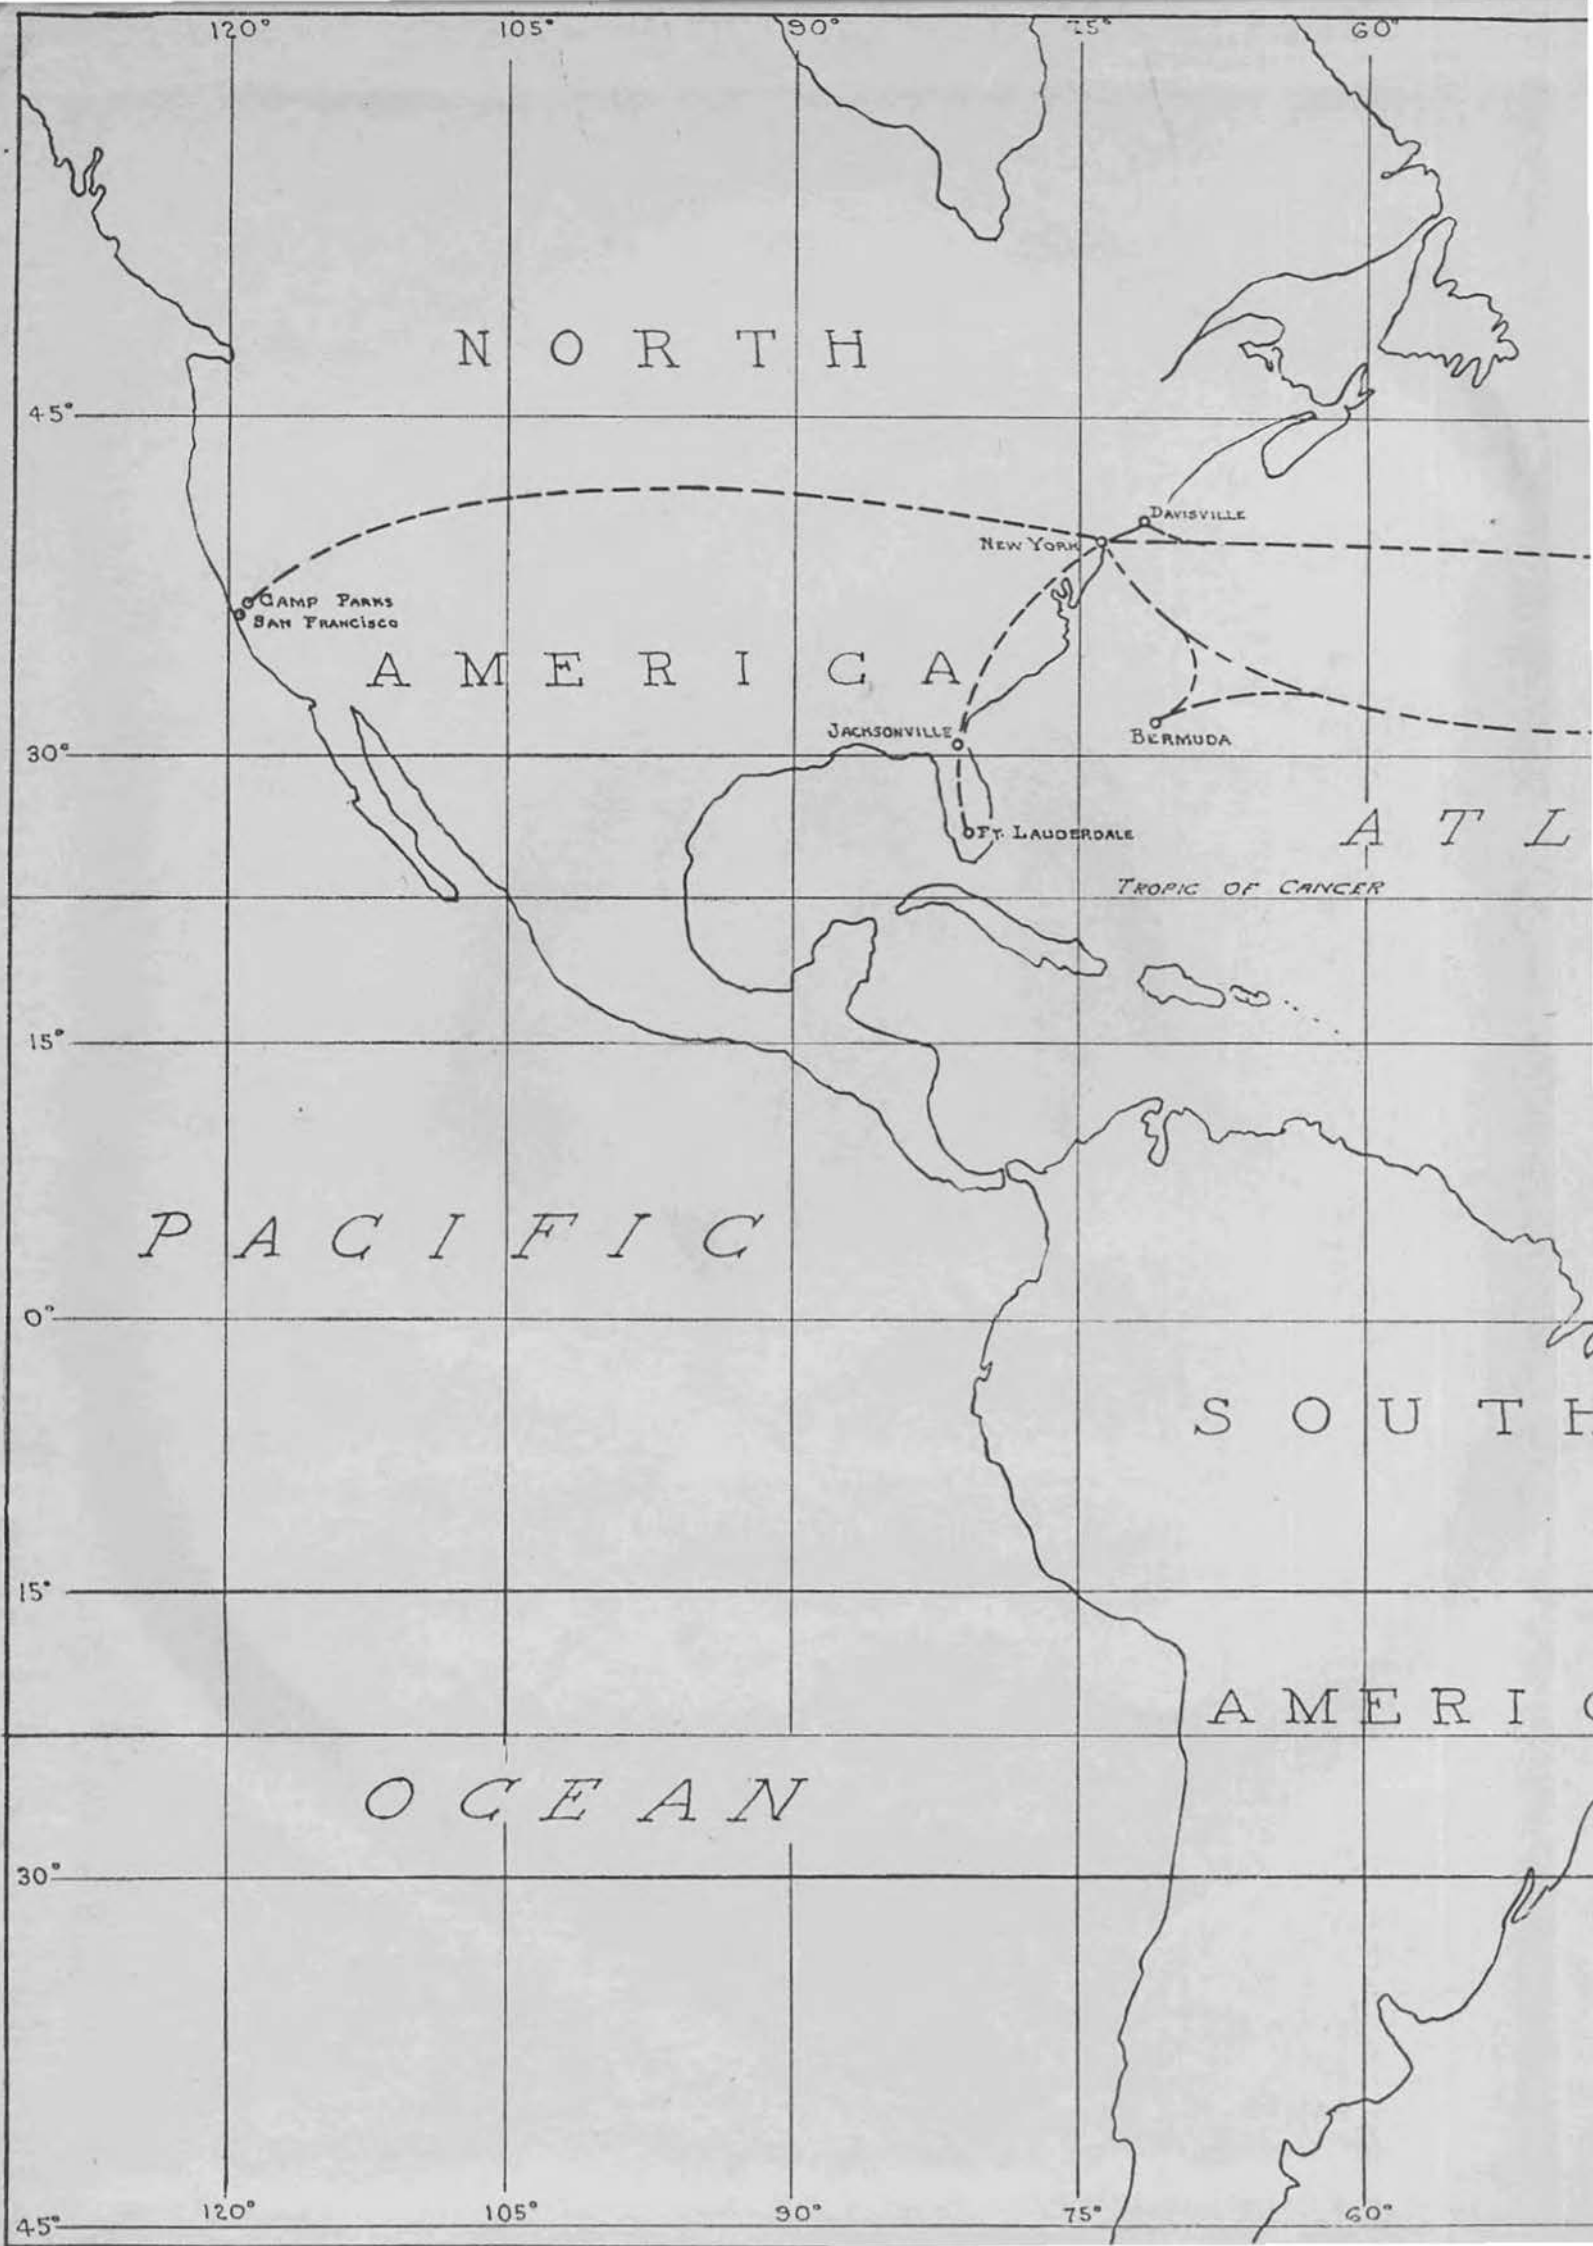 120° 105° 90° 75° 60°
NORTH
45°
DAVISVILLE
NEW YORK
CAMP PARKS
SAN FRANCISCO
AMERICA
JACKSONVILLE
BERMUDA
30°
FT. LAUDERDALE
ATL
TROPIC OF CANCER
15°
PACIFIC
0°
SOUTH
15°
AMERIC
OCEAN
30°
120° 105° 90° 75° 60°
45°